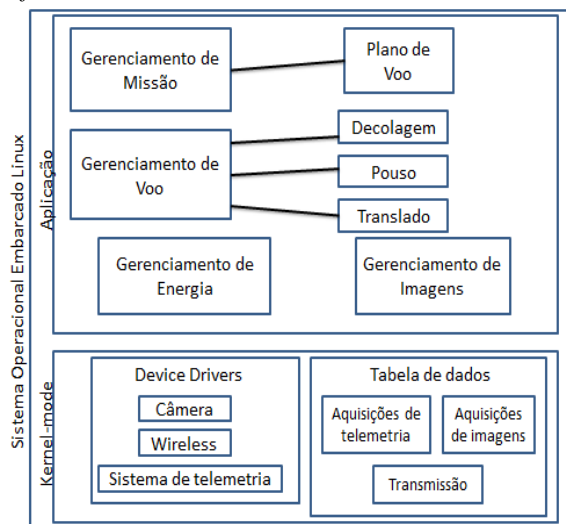 Sistema Operacional Embarcado Linux
Aplicação
Gerenciamento de
Missão
Plano de
Voo
Gerenciamento de
Voo
Decolagem
Pouso
Translado
Gerenciamento de
Energia
Gerenciamento de
Imagens
Kernel-mode
Device Drivers
Câmera
Wireless
Sistema de telemetria
Tabela de dados
Aquisições de
telemetria
Aquisições
de imagens
Transmissão